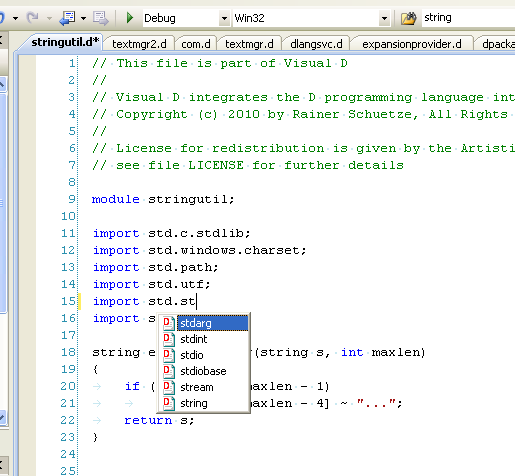 Debug Win32 string
stringutil.d* textmgr2.d com.d textmgr.d dlangsvc.d expansionprovider.d dpacka
1 // This file is part of Visual D
2 //
3 // Visual D integrates the D programming language int
4 // Copyright (c) 2010 by Rainer Schuetze, All Rights
5 //
6 // License for redistribution is given by the Artisti
7 // see file LICENSE for further details
8
9 module stringutil;
10
11 import std.c.stdlib;
12 import std.windows.charset;
13 import std.path;
14 import std.utf;
15 import std.st
16 import s
stdarg
17
stdint
18 string e r(string s, int maxlen)
stdio
19 {
stdiobase
20 if ( axlen - 1)
stream
21 axlen - 4] ~ "...";
string
22 return s;
23 }
24
25